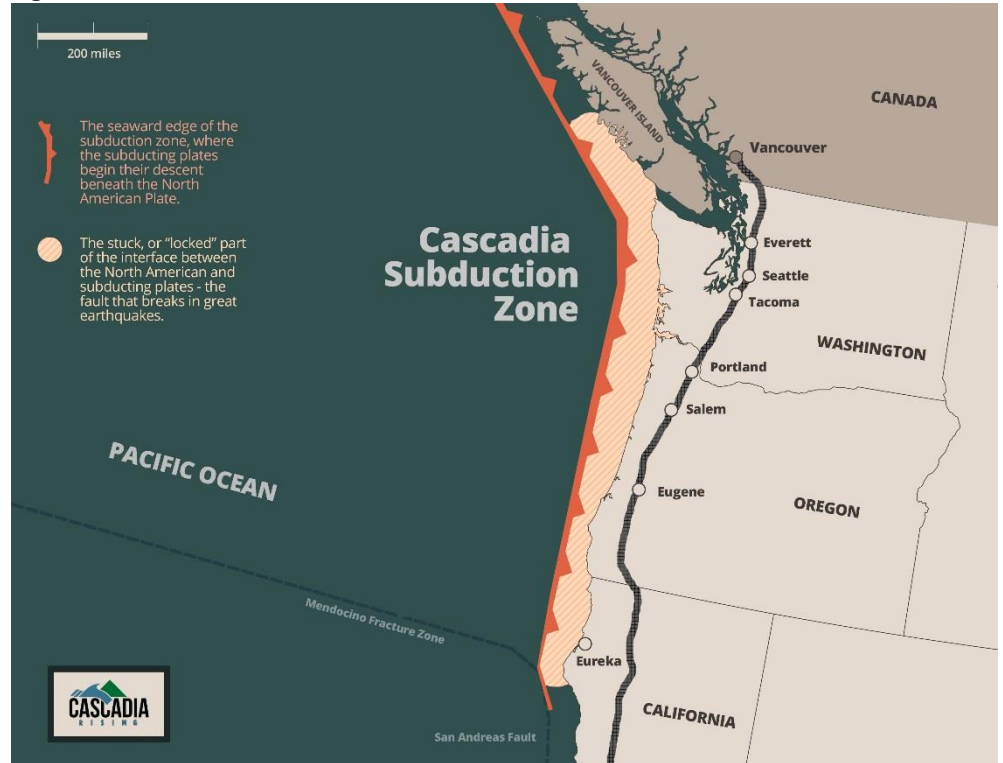 200 miles
The seaward edge of the
subduction zone, where
the subducting plates
begin their descent
beneath the North
American Plate.
The stuck, or “locked” part
of the interface between
the North American and
subducting plates - the
fault that breaks in great
earthquakes.
Cascadia
Subduction
Zone
VANCOUVER ISLAND
CANADA
Vancouver
Everett
Seattle
Tacoma
WASHINGTON
Portland
Salem
PACIFIC OCEAN
Eugene
OREGON
Mendocino Fracture Zone
Eureka
CALIFORNIA
San Andreas Fault
CASCADIA
RISING